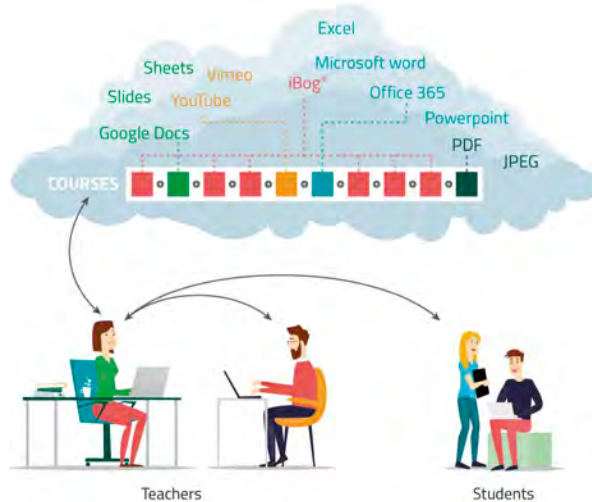 Excel
Sheets
Vimeo
Microsoft word
iBog®
Slides
YouTube
Office 365
Google Docs
Powerpoint
PDF
JPEG
COURSES
Teachers
Students